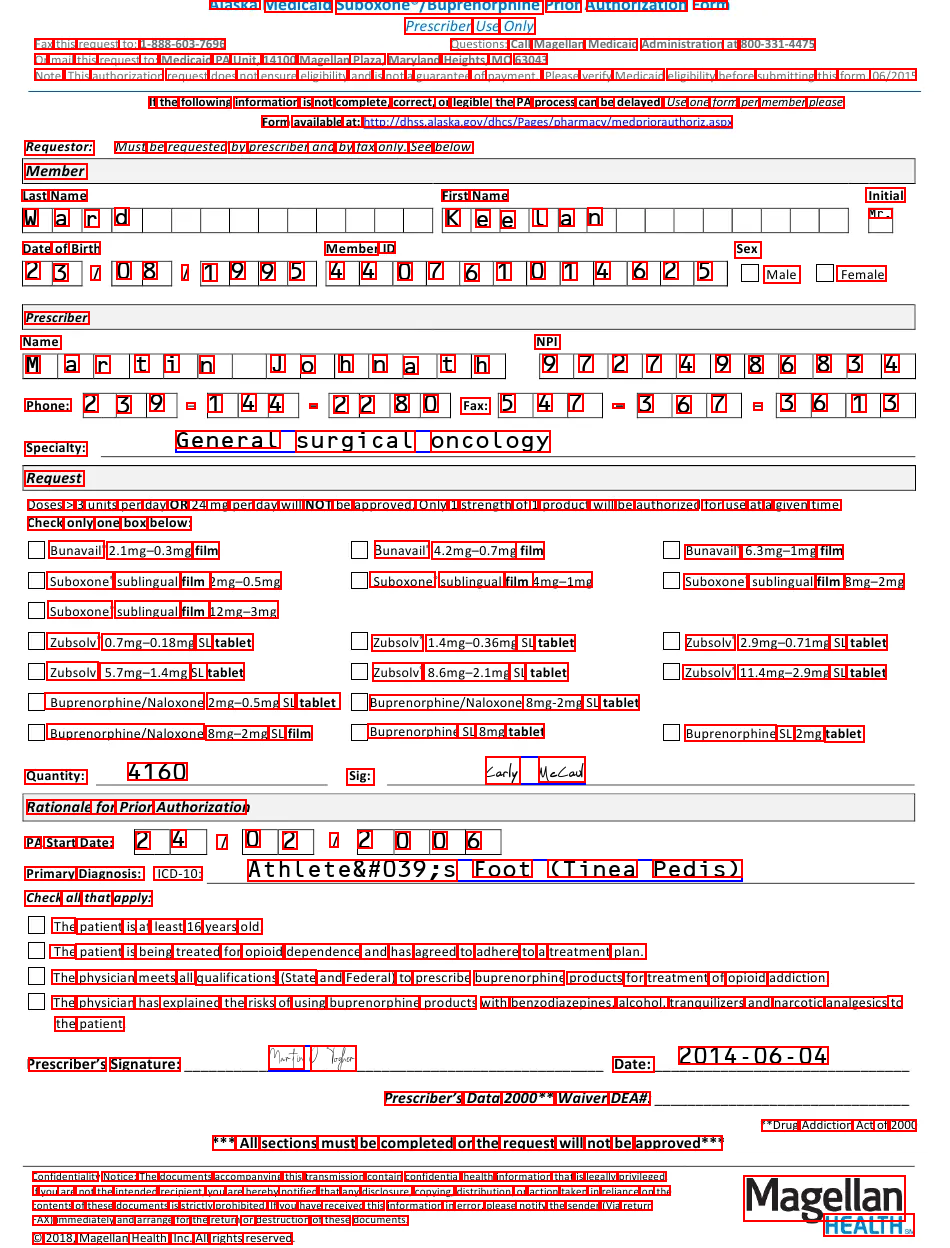 Alaska Medicaid Suboxone®/Buprenorphine Prior Authorization Form
Prescriber Use Only
Fax this request to: 1-888-603-7696 Questions: Call Magellan Medicaid Administration at 800-331-4475
Or mail this request to: Medicaid PA Unit, 14100 Magellan Plaza, Maryland Heights, MO 63043
Note: This authorization request does not ensure eligibility and is not a guarantee of payment. Please verify Medicaid eligibility before submitting this form. 06/2015
If the following information is not complete, correct, or legible the PA process can be delayed Use one form per member please
Form available at: http://dhss.alaska.gov/dhcs/Pages/pharmacy/medpriorauthoriz.aspx
Requestor: Must be requested by prescriber and by fax only. See below
Member
Last Name First Name Initial
Ward Keelan Mr.
Date of Birth Member ID Sex
23/08/1995 4407610144625 Male Female
Prescriber
Name NPI
Martin Johnath 972749868 34
Phone: 239-144-2280 Fax: 547-367-3613
Specialty: General surgical oncology
Request
Doses > 3 units per day OR 24 mg per day will NOT be approved. Only 1 strength of 1 product will be authorized for use at a given time
Check only one box below:
Bunavail 2.1mg–0.3mg film Bunavail 4.2mg–0.7mg film Bunavail 6.3mg–1mg film
Suboxone sublingual film 2mg–0.5mg Suboxone sublingual film 4mg–1mg Suboxone sublingual film 8mg–2mg
Suboxone sublingual film 12mg–3mg
Zubsolv 0.7mg–0.18mg SL tablet Zubsolv 1.4mg–0.36mg SL tablet Zubsolv 2.9mg–0.71mg SL tablet
Zubsolv 5.7mg–1.4mg SL tablet Zubsolv 8.6mg–2.1mg SL tablet Zubsolv 11.4mg–2.9mg SL tablet
Buprenorphine/Naloxone 2mg–0.5mg SL tablet Buprenorphine/Naloxone 8mg-2mg SL tablet
Buprenorphine/Naloxone 8mg–2mg SL film Buprenorphine SL 8mg tablet Buprenorphine SL 2mg tablet
Quantity: 4160 Sig: Carly McCaul
Rationale for Prior Authorization
PA Start Date: 24/02/2006
Primary Diagnosis: ICD-10: Athlete&#039;s Foot (Tinea Pedis)
Check all that apply:
The patient is at least 16 years old.
The patient is being treated for opioid dependence and has agreed to adhere to a treatment plan.
The physician meets all qualifications (State and Federal) to prescribe buprenorphine products for treatment of opioid addiction
The physician has explained the risks of using buprenorphine products with benzodiazepines, alcohol, tranquilizers and narcotic analgesics to
the patient
Prescriber's Signature: Martin J Togher Date: 2014-06-04
Prescriber's Data 2000** Waiver DEA#.
**Drug Addiction Act of 2000
*** All sections must be completed or the request will not be approved***
Confidentiality Notice: The documents accompanying this transmission contain confidential health information that is legally privileged.
If you are not the intended recipient, you are hereby notified that any disclosure, copying, distribution or action taken in reliance on the
contents of these documents is strictly prohibited. If you have received this information in error, please notify the sender (Via return
FAX) immediately and arrange for the return or destruction of these documents.
© 2018, Magellan Health, Inc. All rights reserved.
Magellan
HEALTH